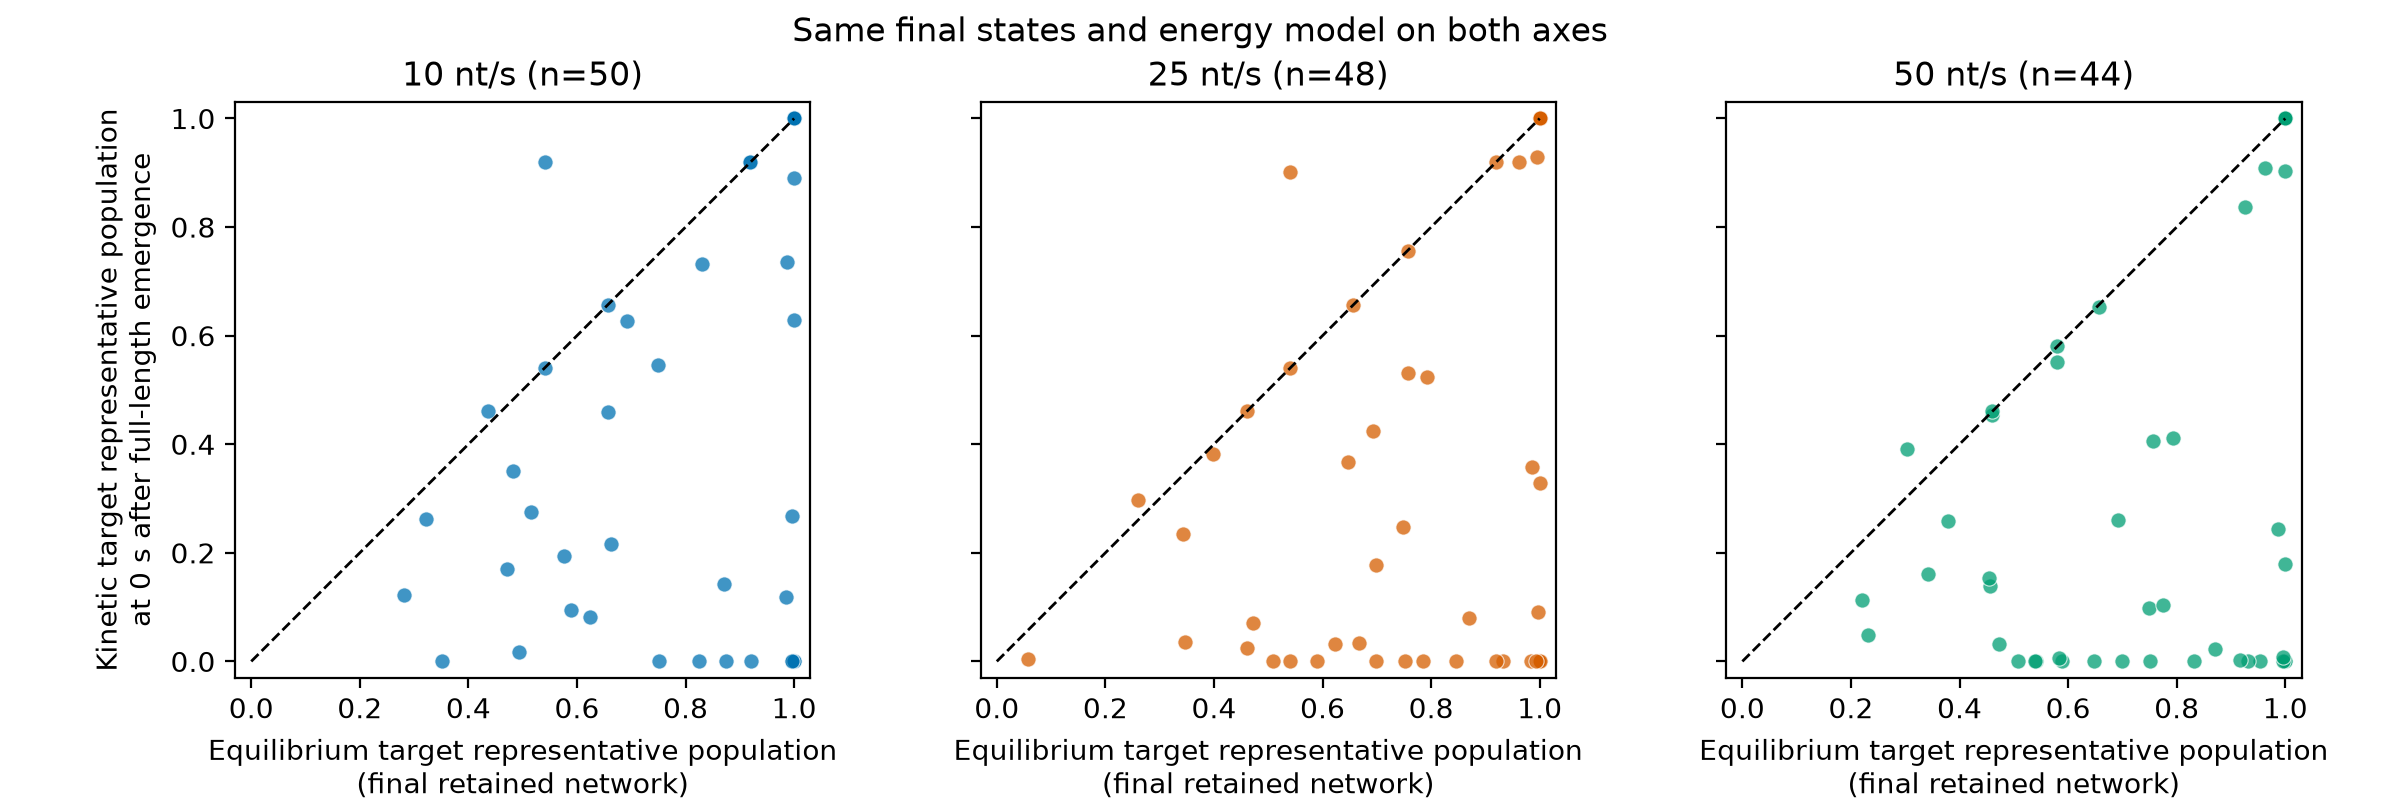 Same final states and energy model on both axes
10 nt/s (n=50)
25 nt/s (n=48)
50 nt/s (n=44)
Kinetic target representative population
at 0 s after full-length emergence
1.0
0.8
0.6
0.4
0.2
0.0
0.0 0.2 0.4 0.6 0.8 1.0
0.0 0.2 0.4 0.6 0.8 1.0
0.0 0.2 0.4 0.6 0.8 1.0
Equilibrium target representative population
(final retained network)
Equilibrium target representative population
(final retained network)
Equilibrium target representative population
(final retained network)